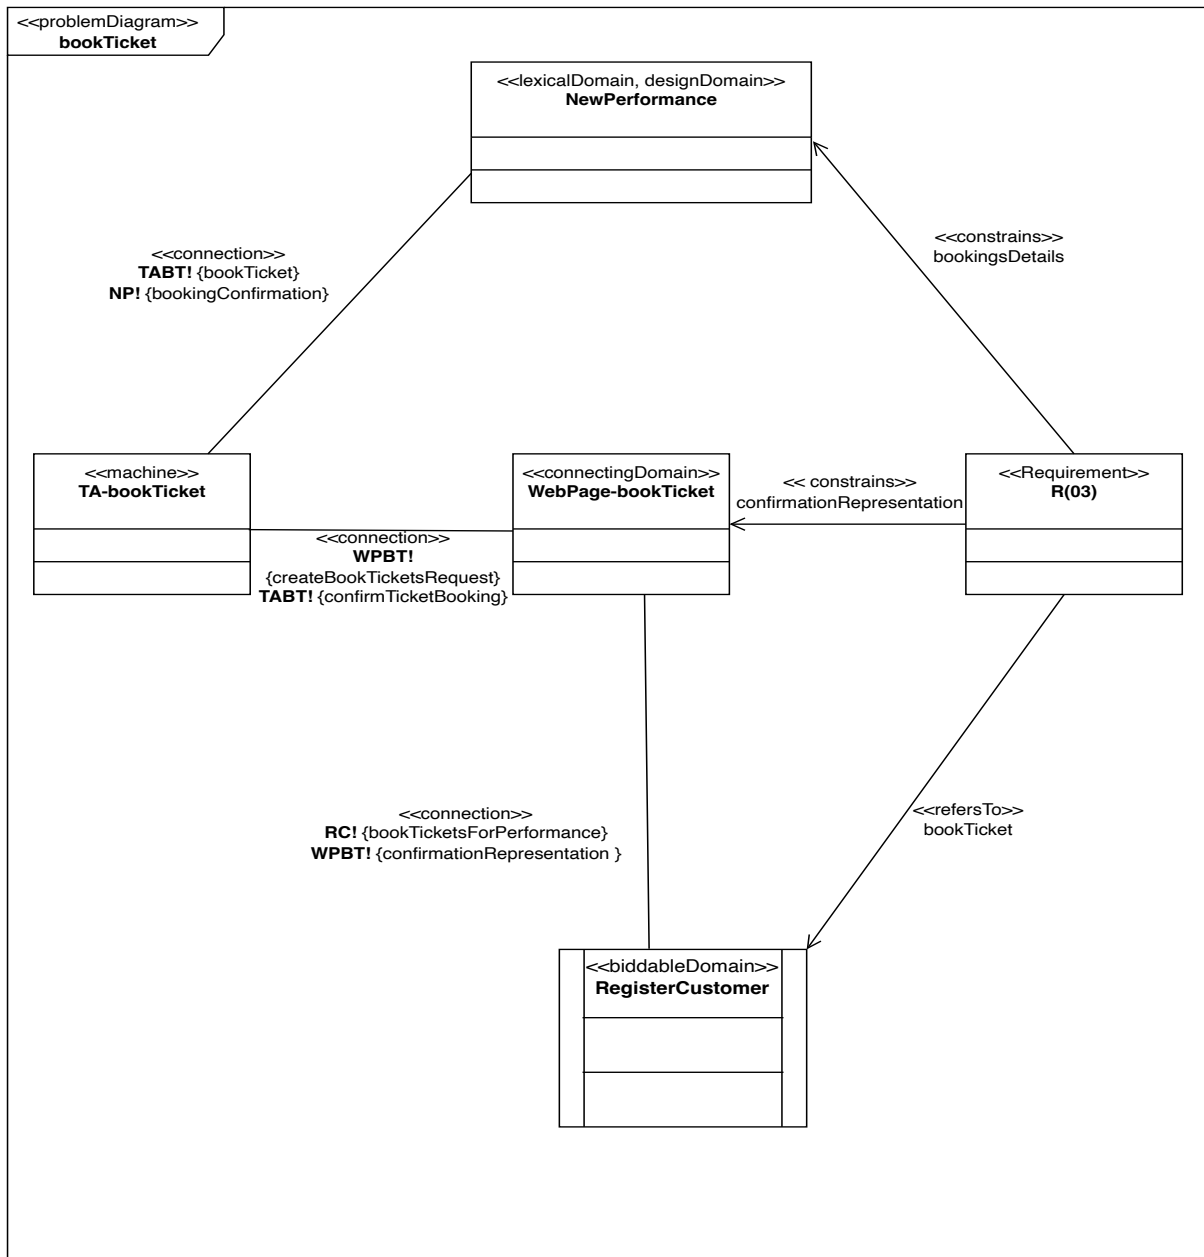 <<problemDiagram>>
bookTicket
<<lexicalDomain, designDomain>>
NewPerformance
<<connection>>
TABT! {bookTicket}
NP! {bookingConfirmation}
<<constrains>>
bookingsDetails
<<machine>>
TA-bookTicket
<<connectingDomain>>
WebPage-bookTicket
<< constrains>>
confirmationRepresentation
<<Requirement>>
R(03)
<<connection>>
WPBT!
{createBookTicketsRequest}
TABT! {confirmTicketBooking}
<<connection>>
RC! {bookTicketsForPerformance}
WPBT! {confirmationRepresentation }
<<refersTo>>
bookTicket
<<biddableDomain>>
RegisterCustomer